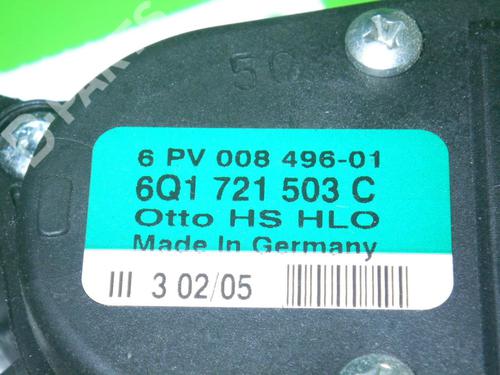 B-PARTS
50
6 PV 008 496-01
6Q1 721 503 C
Otto HS HLO
Made In Germany
III 3 02/05